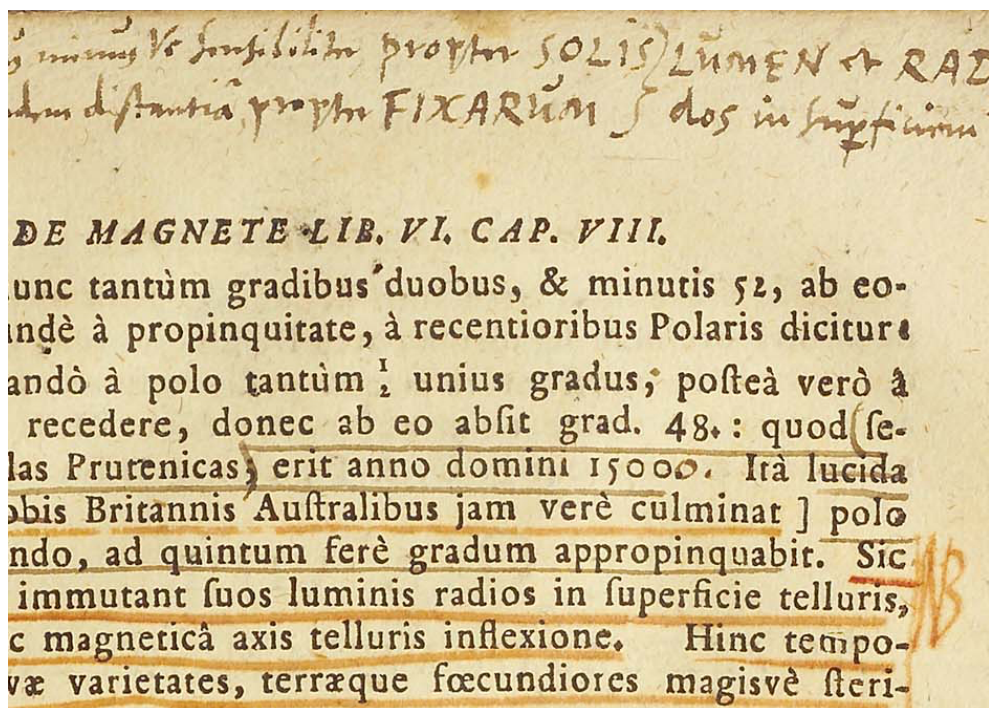 minus Ve sensibiliter propter SOLIS) LUMEN et RAD
distantiâ, propter FIXARUM } dos in
DE MAGNETE LIB. VI. CAP. VIII.
unc tantùm gradibus duobus, & minutis 52, ab eo-
andè à propinquitate, à recentioribus Polaris dicitur:
andò à polo tantùm ½ unius gradus, poſteà verò à
recedere, donec ab eo abſit grad. 48. : quod (ſe-
las Prutenicas) erit anno domini 15000. Ità lucida
obis Britannis Auſtralibus jam verè culminat ] polo
ndo, ad quintum ferè gradum appropinquabit. Sic
immutant ſuos luminis radios in ſuperficie telluris,
c magneticâ axis telluris inflexione. Hinc tempo-
væ varietates, terræque fœcundiores magisvè ſteri-
NB